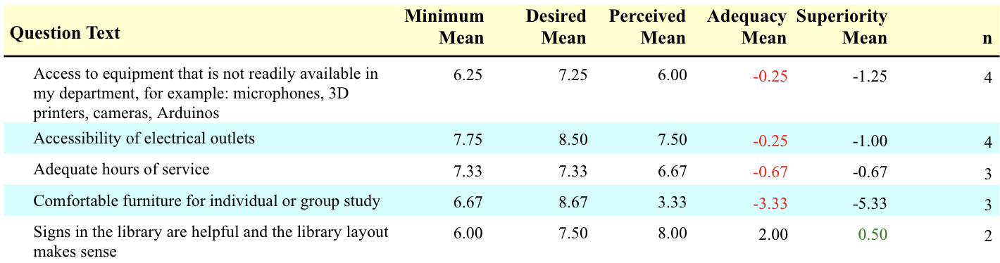 Question Text Minimum Mean Desired Mean Perceived Mean Adequacy Mean Superiority Mean n
Access to equipment that is not readily available in 6.25 7.25 6.00 -0.25 -1.25 4
my department, for example: microphones, 3D
printers, cameras, Arduinos
Accessibility of electrical outlets 7.75 8.50 7.50 -0.25 -1.00 4
Adequate hours of service 7.33 7.33 6.67 -0.67 -0.67 3
Comfortable furniture for individual or group study 6.67 8.67 3.33 -3.33 -5.33 3
Signs in the library are helpful and the library layout 6.00 7.50 8.00 2.00 0.50 2
makes sense